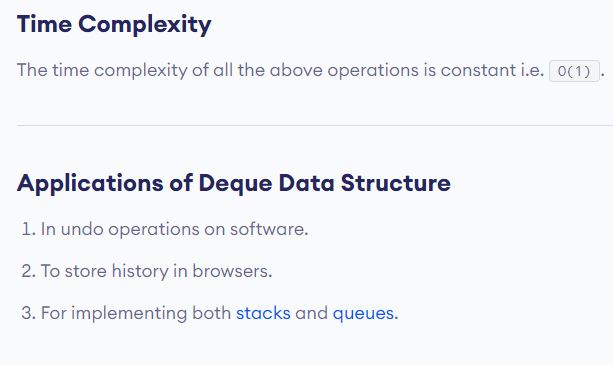 Time Complexity
The time complexity of all the above operations is constant i.e. O(1) .
Applications of Deque Data Structure
1. In undo operations on software.
2. To store history in browsers.
3. For implementing both stacks and queues.